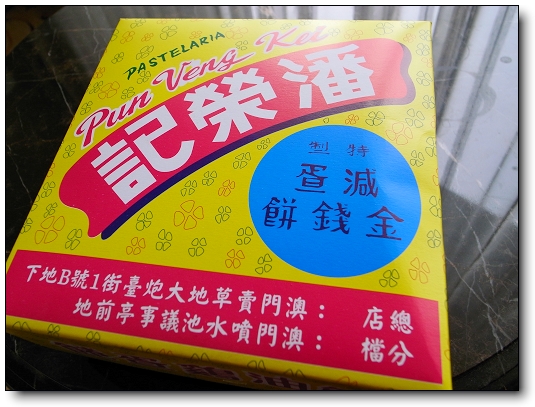 PASTELARIA
Pun Veng Kei
潘榮記
特制
減蛋
金錢餅
總店：澳門賣草地大炮臺街1號B地下
分檔：澳門噴水池議事亭前地